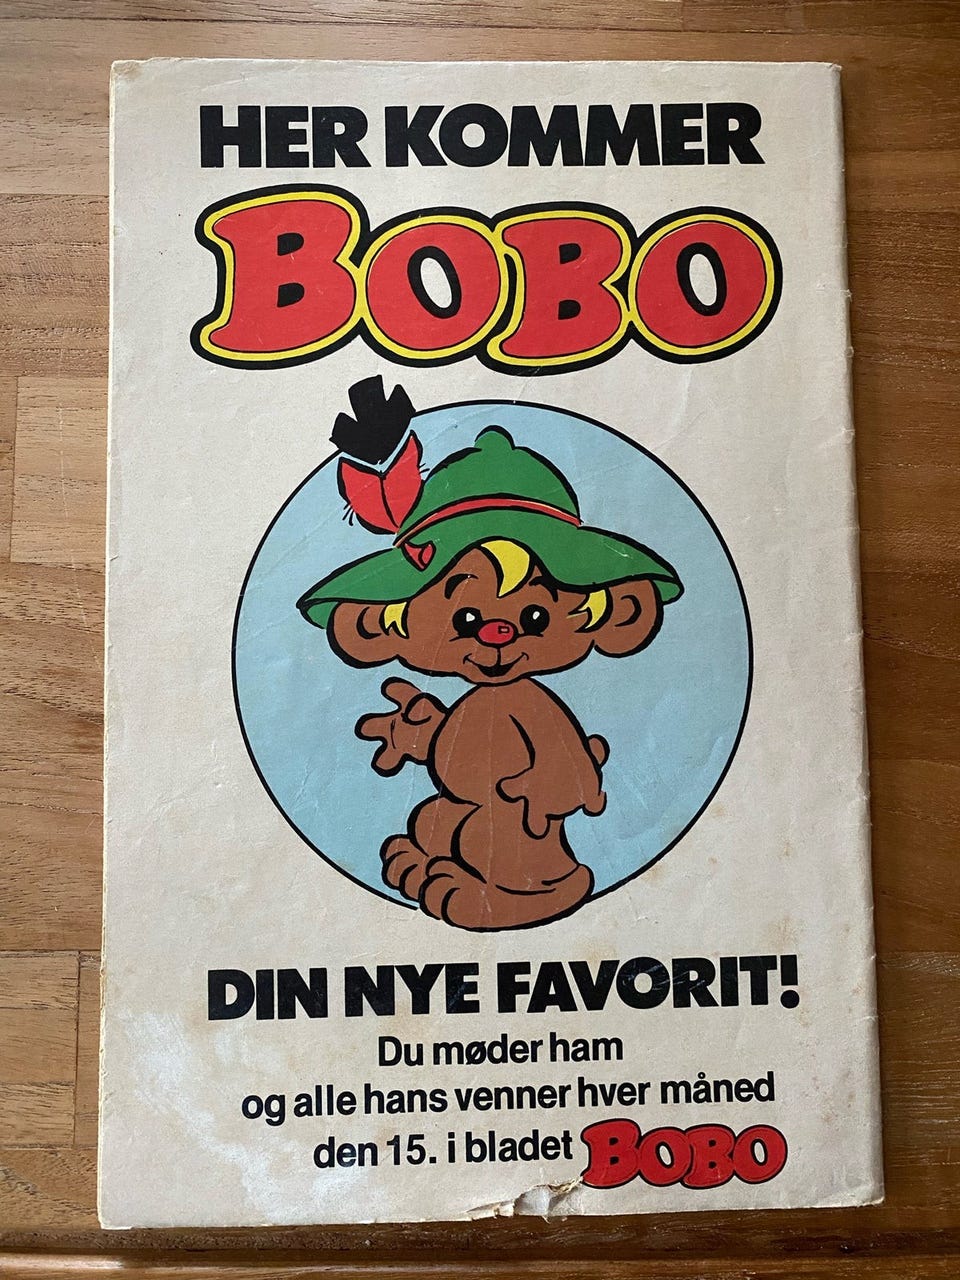 HER KOMMER
BOBO
DIN NYE FAVORIT!
Du møder ham
og alle hans venner hver måned
den 15. i bladet BOBO